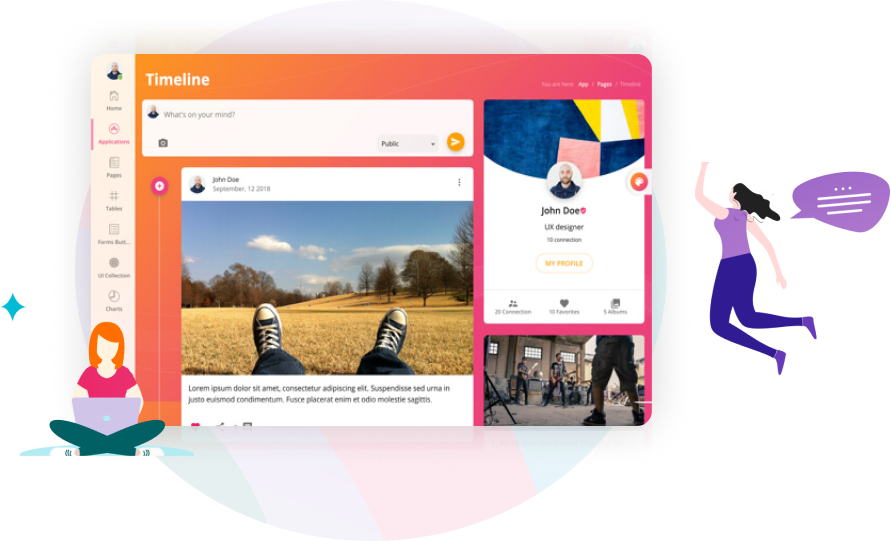 Timeline
You are here: App / Pages / Timeline
Home
Applications
Pages
Tables
Forms Butt...
UI Collection
Charts
What's on your mind?
Public
John Doe
September, 12 2018
Lorem ipsum dolor sit amet, consectetur adipiscing elit. Suspendisse sed urna in
justo euismod condimentum. Fusce placerat enim et odio molestie sagittis.
John Doe
UX designer
10 connection
MY PROFILE
20 Connection
10 Favorites
5 Albums